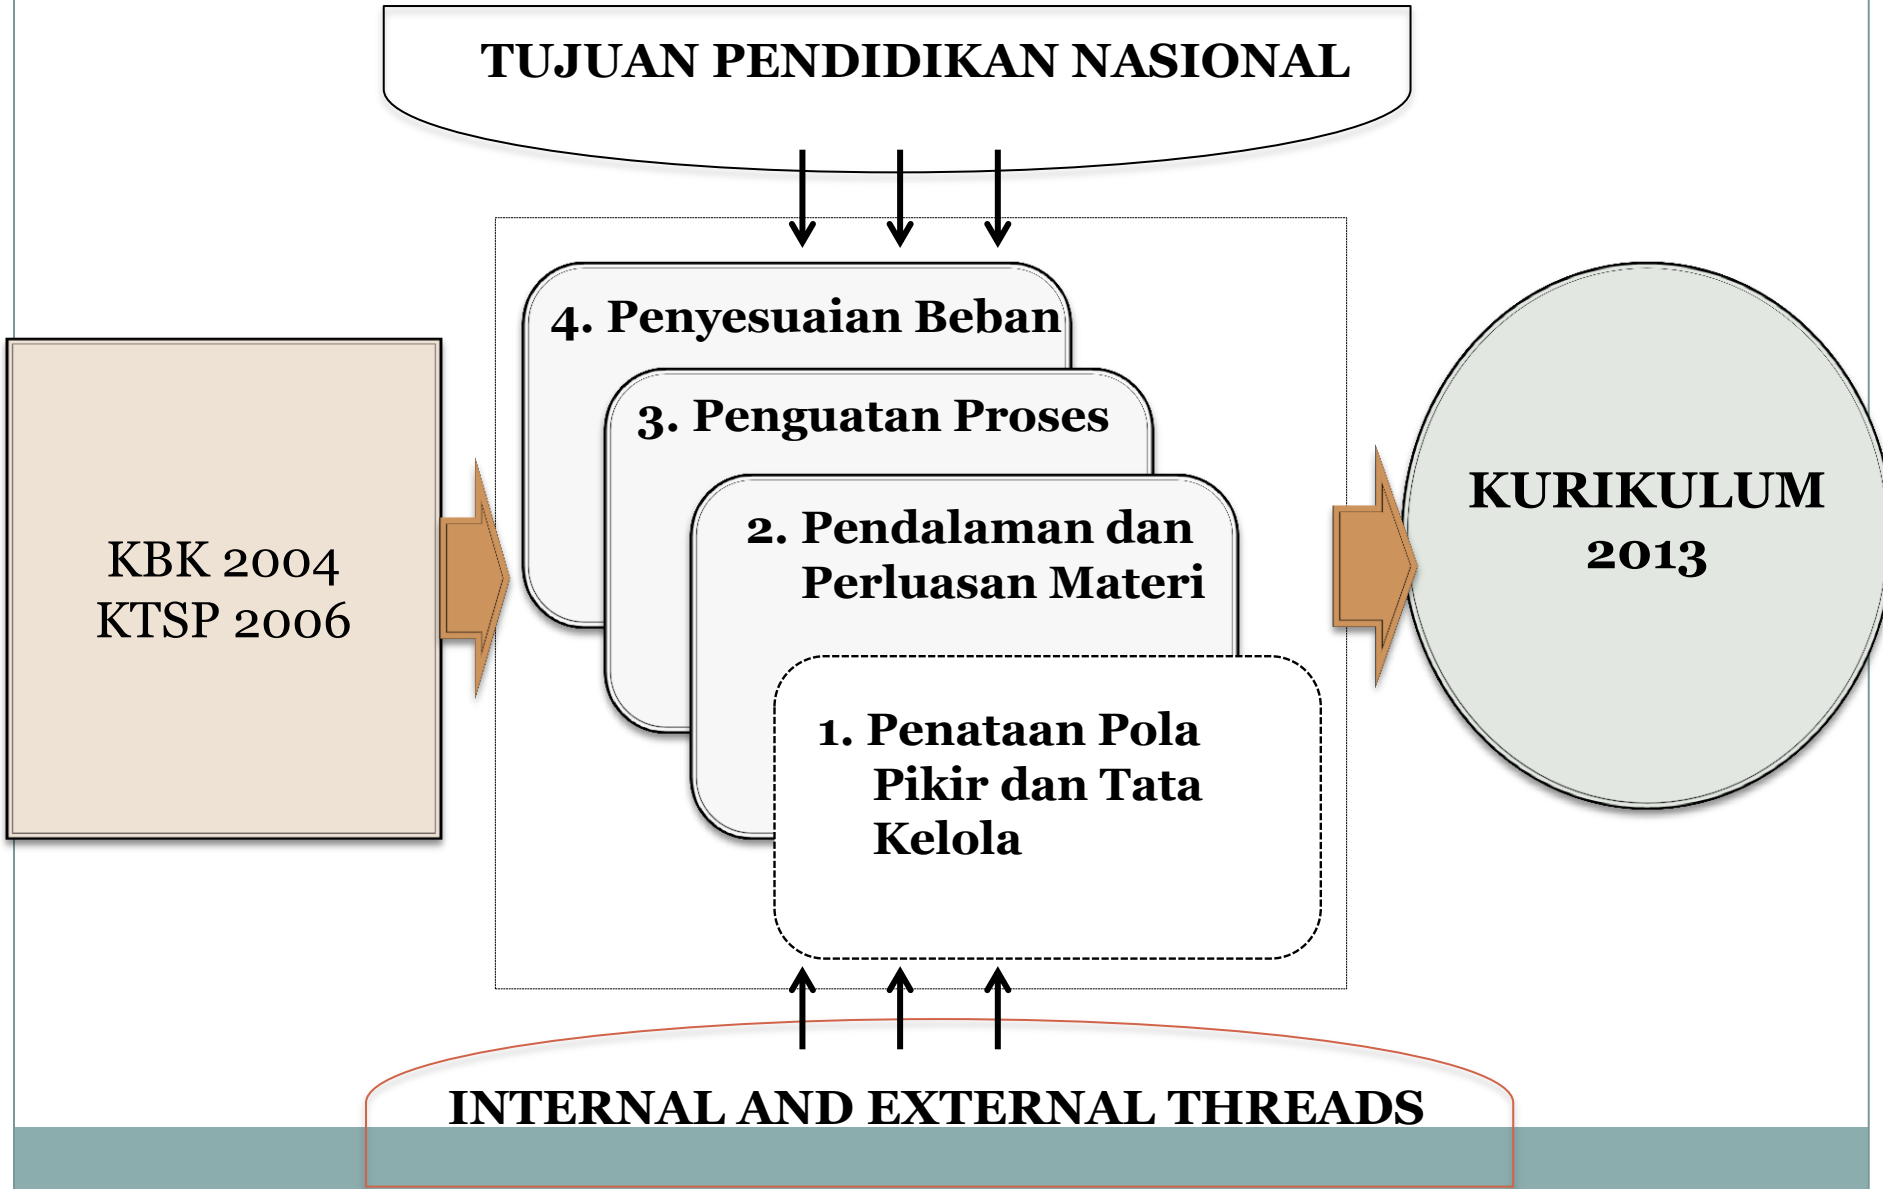 TUJUAN PENDIDIKAN NASIONAL
KBK 2004
KTSP 2006
4. Penyesuaian Beban
3. Penguatan Proses
2. Pendalaman dan
Perluasan Materi
1. Penataan Pola
Pikir dan Tata
Kelola
KURIKULUM
2013
INTERNAL AND EXTERNAL THREADS